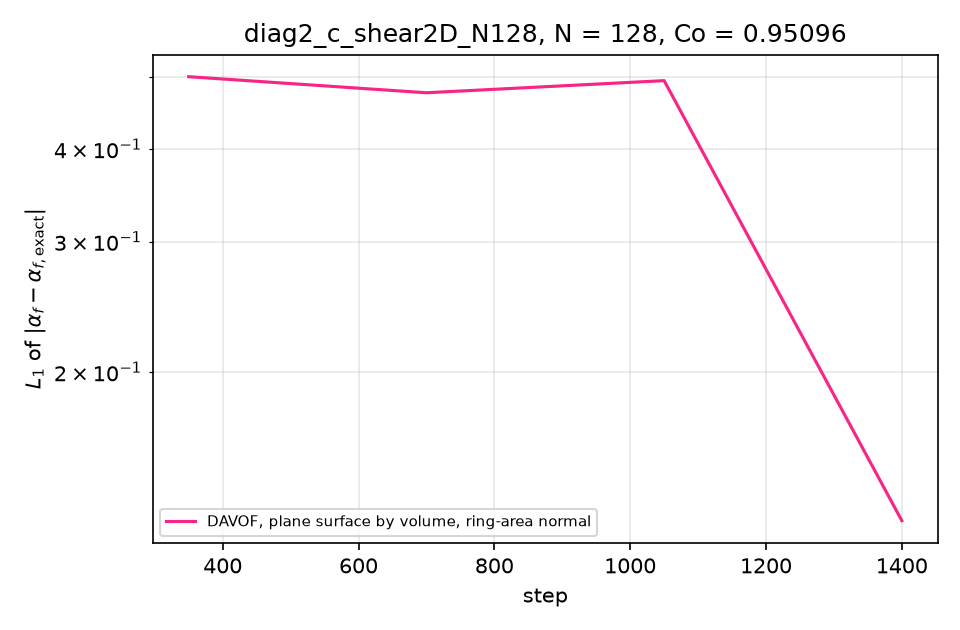 diag2_c_shear2D_N128, N = 128, Co = 0.95096
L₁ of |α_f − α_{f,exact}|
4 × 10⁻¹
3 × 10⁻¹
2 × 10⁻¹
DAVOF, plane surface by volume, ring-area normal
400 600 800 1000 1200 1400
step